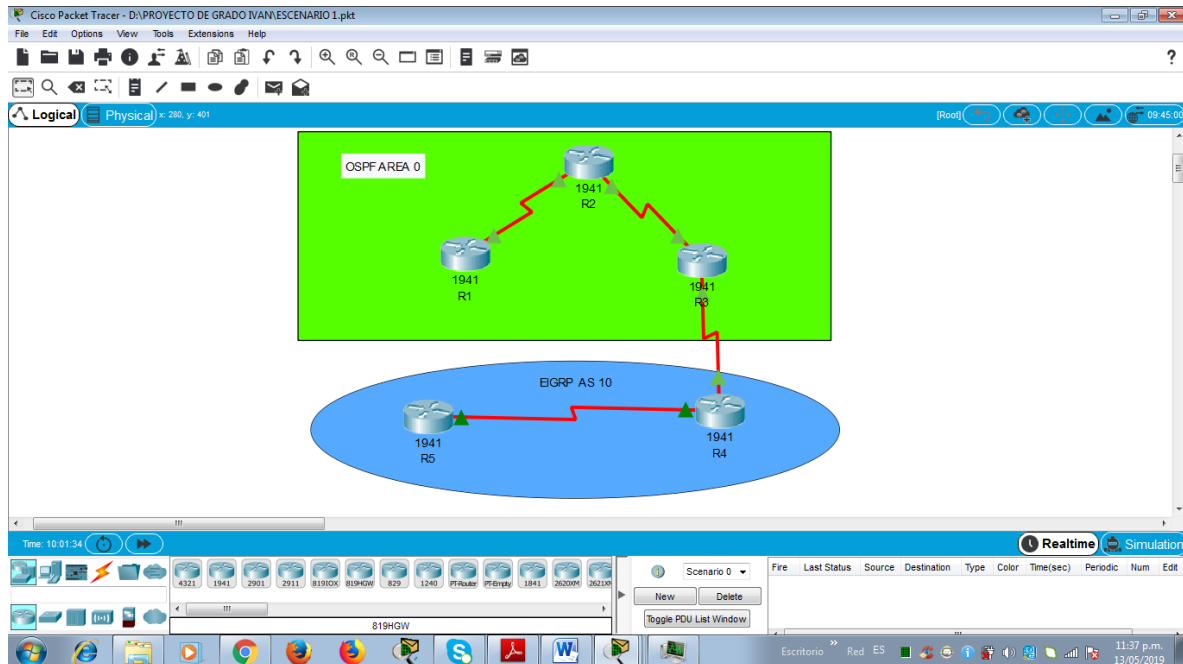 Cisco Packet Tracer - D:\PROYECTO DE GRADO IVAN\ESCENARIO 1.pkt
File Edit Options View Tools Extensions Help
?
Logical Physical x: 280, y: 401 [Root] 09:45:00
OSPF AREA 0
1941
R2
1941
R1
1941
R3
EIGRP AS 10
1941
R5
1941
R4
Time: 10:01:34 Realtime Simulation
4321 1941 2901 2911 819IOX 819HGW 829 1240 PT-Router PT-Empty 1841 2620XM 2621X
819HGW
Scenario 0
New Delete
Toggle PDU List Window
Fire Last Status Source Destination Type Color Time(sec) Periodic Num Edit
Escritorio Red ES 11:37 p.m.
13/05/2019